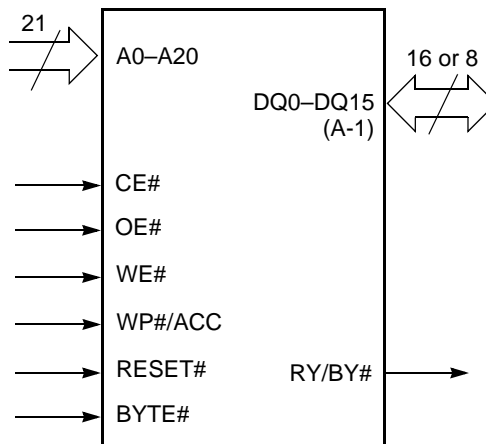 21
A0–A20
16 or 8
DQ0–DQ15
(A-1)
CE#
OE#
WE#
WP#/ACC
RESET#
RY/BY#
BYTE#